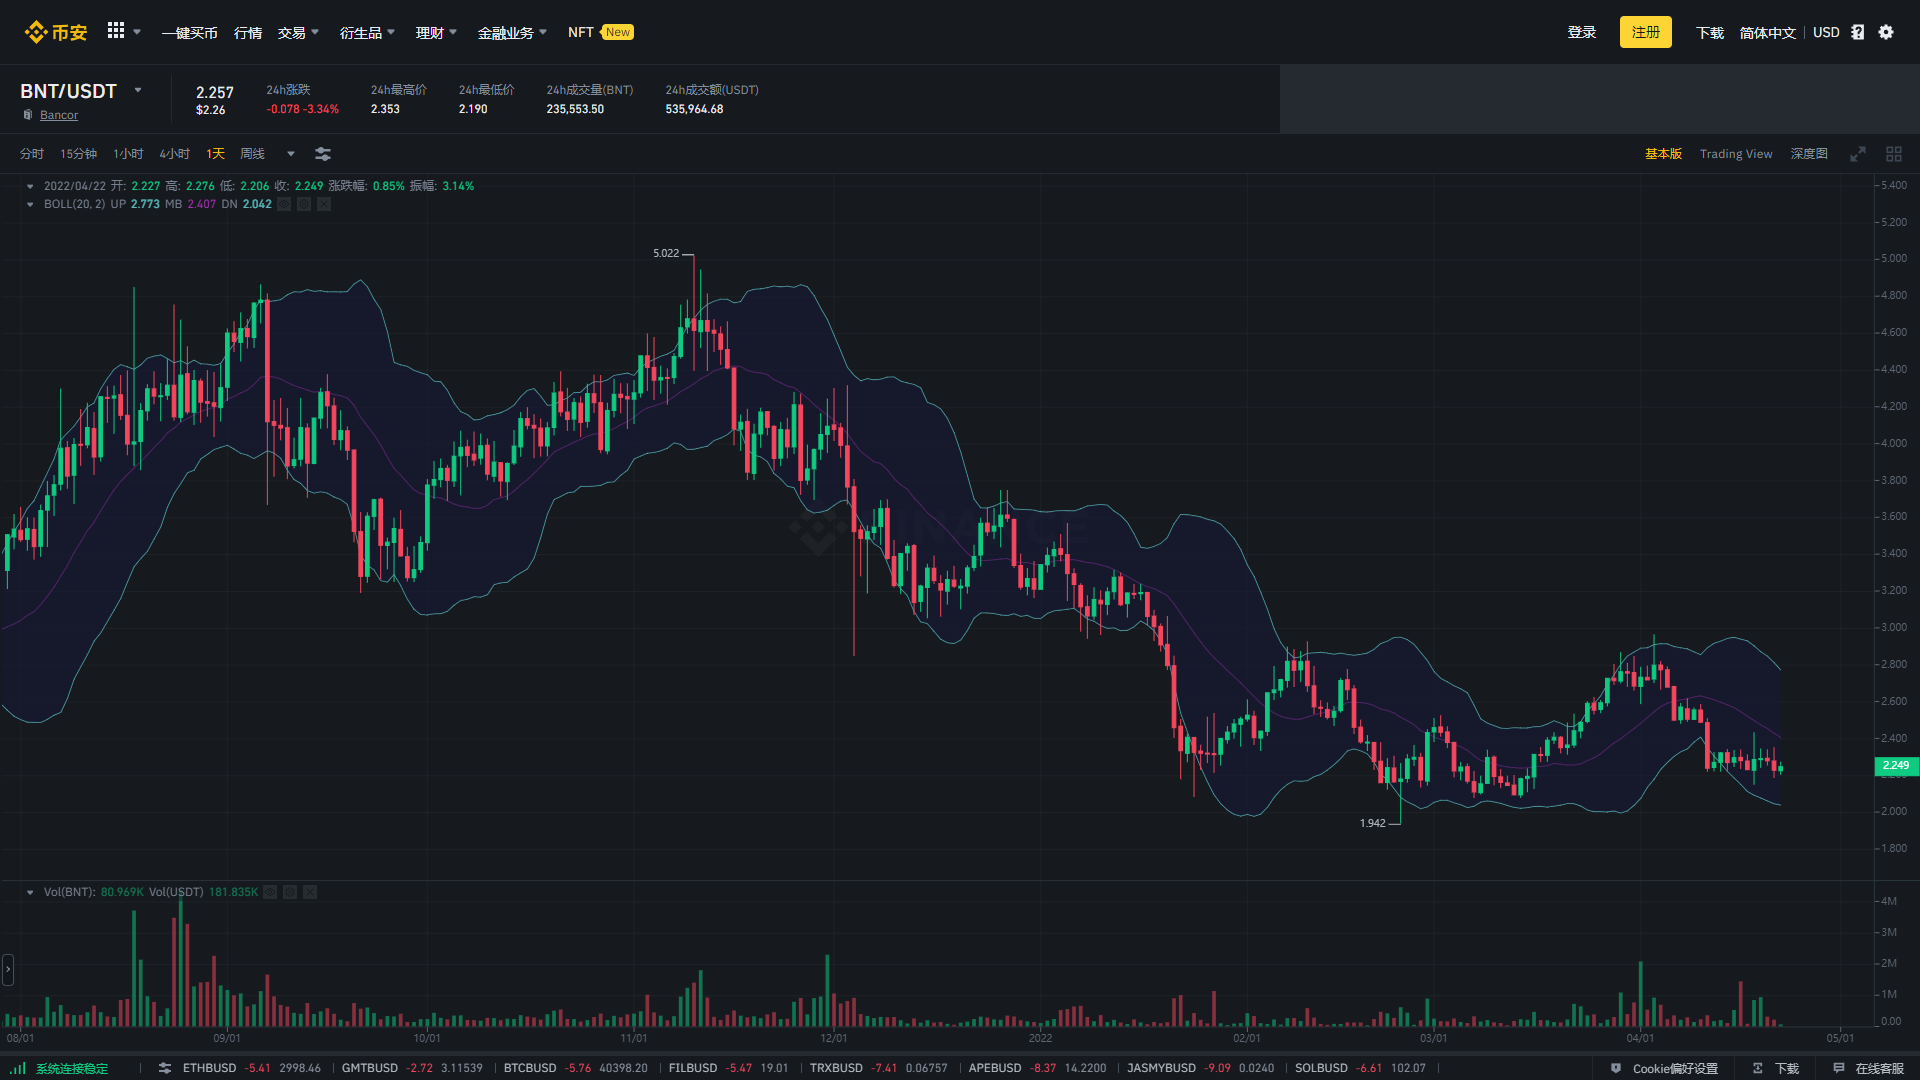 币安 一键买币 行情 交易 衍生品 理财 金融业务 NFT New 登录 注册 下载 简体中文 USD
BNT/USDT 2.257 24h涨跌 24h最高价 24h最低价 24h成交量(BNT) 24h成交额(USDT)
Bancor $2.26 -0.078 -3.34% 2.353 2.190 235,553.50 535,964.68
分时 15分钟 1小时 4小时 1天 周线 基本版 Trading View 深度图
2022/04/22 开: 2.227 高: 2.276 低: 2.206 收: 2.249 涨跌幅: 0.85% 振幅: 3.14%
BOLL(20, 2) UP 2.773 MB 2.407 DN 2.042
5.400
5.200
5.022
5.000
4.800
4.600
4.400
4.200
4.000
3.800
3.600
3.400
3.200
3.000
2.800
2.600
2.400
2.249
2.000
1.942
1.800
Vol(BNT): 80.969K Vol(USDT) 181.835K
4M
3M
2M
1M
0.00
08/01 09/01 10/01 11/01 12/01 2022 02/01 03/01 04/01 05/01
系统连接稳定 ETHBUSD -5.41 2998.46 GMTBUSD -2.72 3.11539 BTCBUSD -5.76 40398.20 FILBUSD -5.47 19.01 TRXBUSD -7.41 0.06757 APEBUSD -8.37 14.2200 JASMYBUSD -9.09 0.0240 SOLBUSD -6.61 102.07 Cookie偏好设置 下载 在线客服